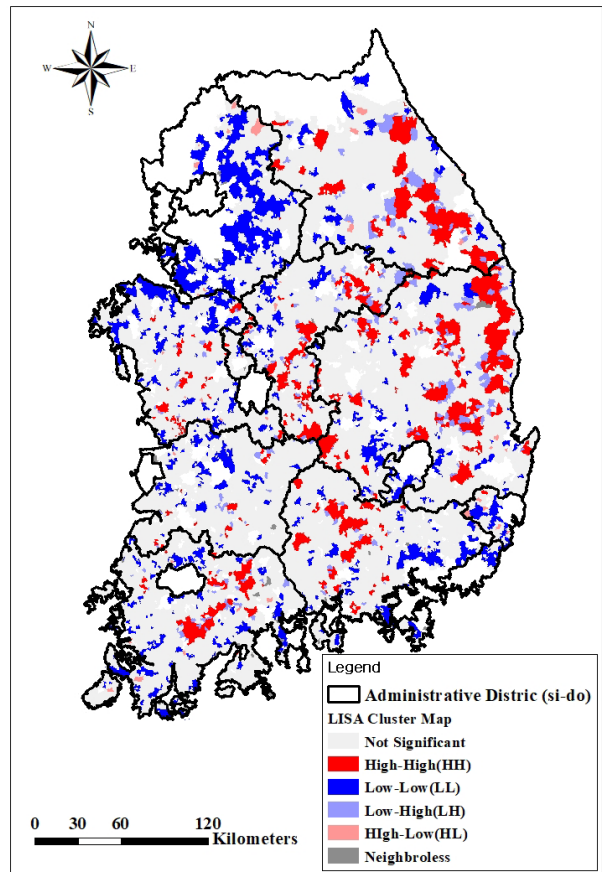 N
W E
S
Legend
Administrative Distric (si-do)
LISA Cluster Map
Not Significant
High-High(HH)
Low-Low(LL)
Low-High(LH)
HIgh-Low(HL)
Neighbroless
0 30 60 120
Kilometers